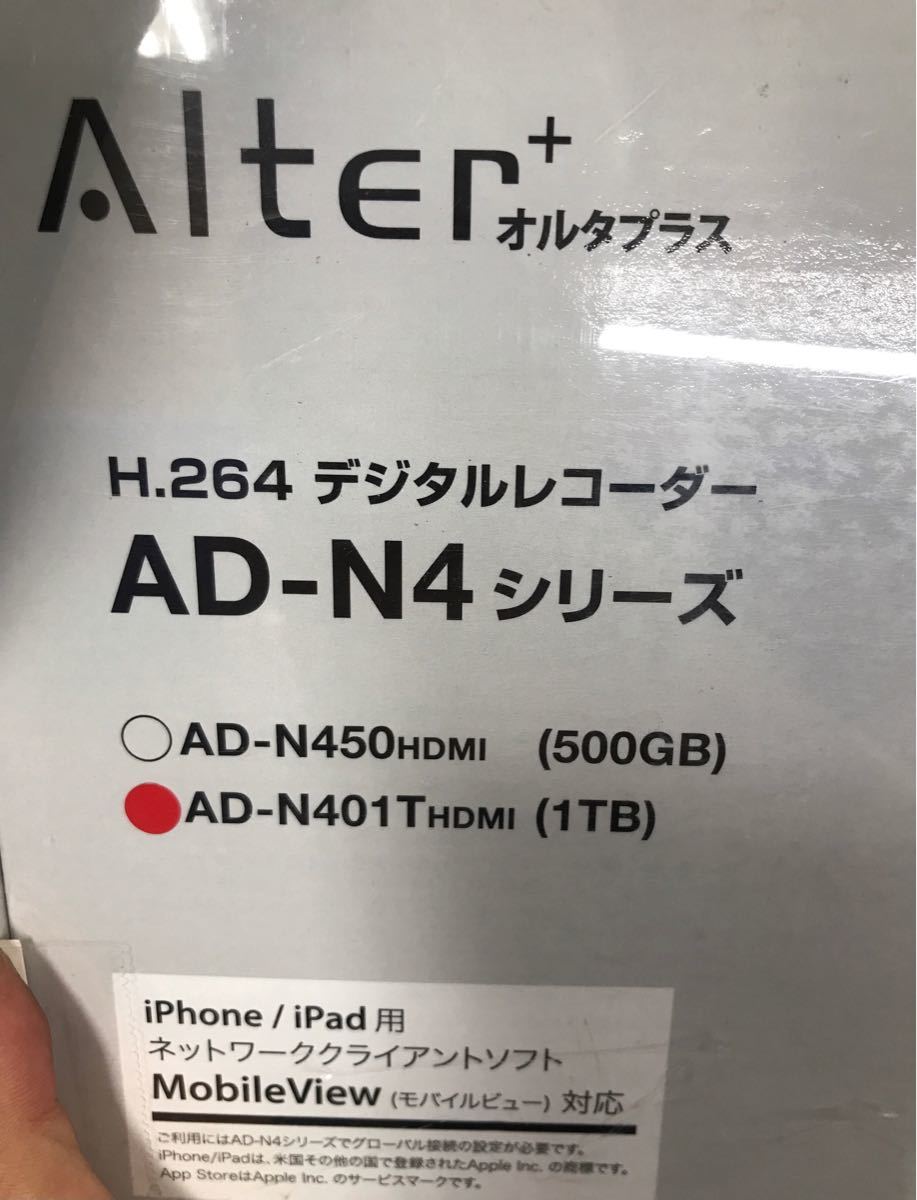 Alter+
オルタプラス
H.264 デジタルレコーダー
AD-N4 シリーズ
AD-N450HDMI (500GB)
AD-N401THDMI (1TB)
iPhone / iPad 用
ネットワーククライアントソフト
MobileView (モバイルビュー) 対応
ご利用にはAD-N4シリーズでグローバル接続の設定が必要です。
iPhone/iPadは、米国その他の国で登録されたApple Inc. の商標です。
App StoreはApple Inc. のサービスマークです。